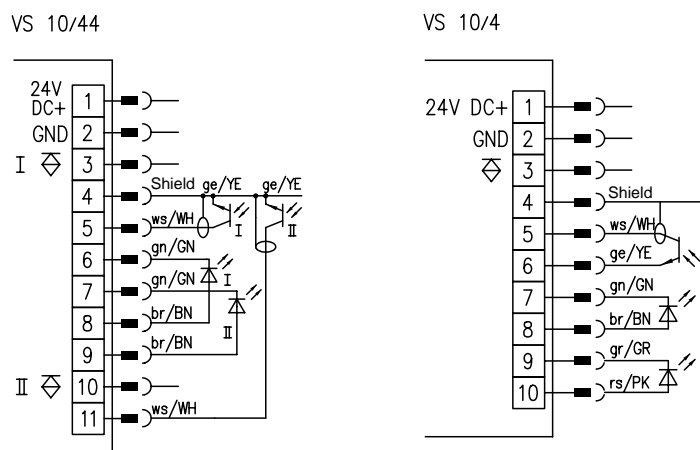 VS 10/44
24V
DC+ 1
GND 2
I 3
4 Shield ge/YE ge/YE
5 ws/WH I II
6 gn/GN
7 gn/GN I
8 br/BN II
9 br/BN
II 10
11 ws/WH
VS 10/4
24V DC+ 1
GND 2
3
4 Shield
5 ws/WH
6 ge/YE
7 gn/GN
8 br/BN
9 gr/GR
10 rs/PK